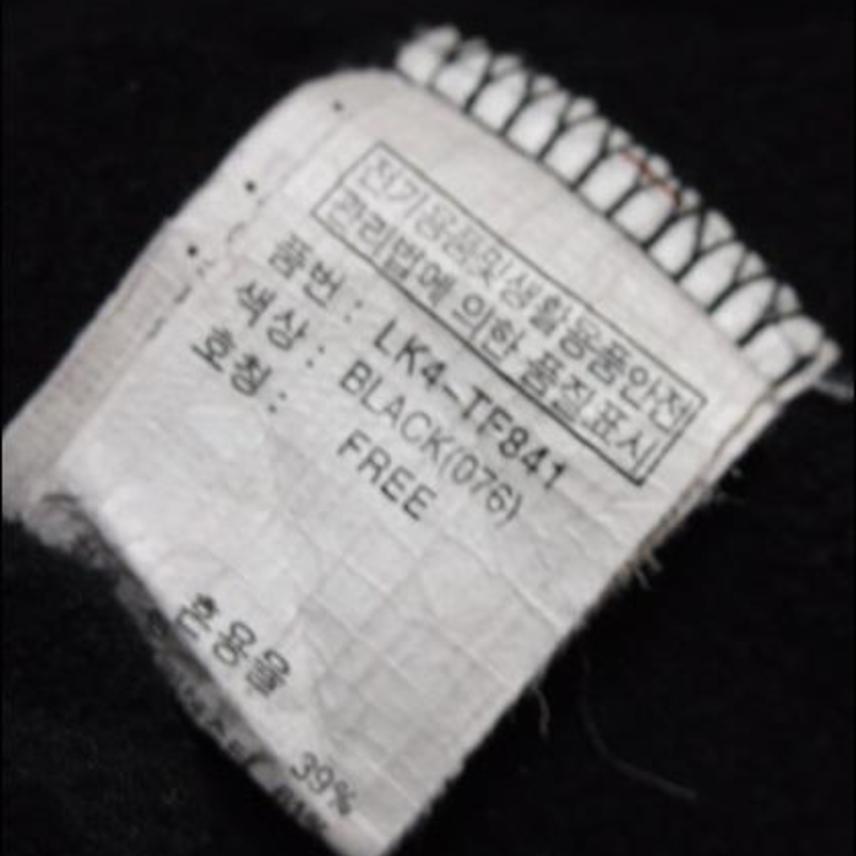 전기용품및생활용품안전
관리법에 의한 품질표시
품번 : LK4-TF841
색상 : BLACK(076)
호칭 : FREE
혼용율
39%